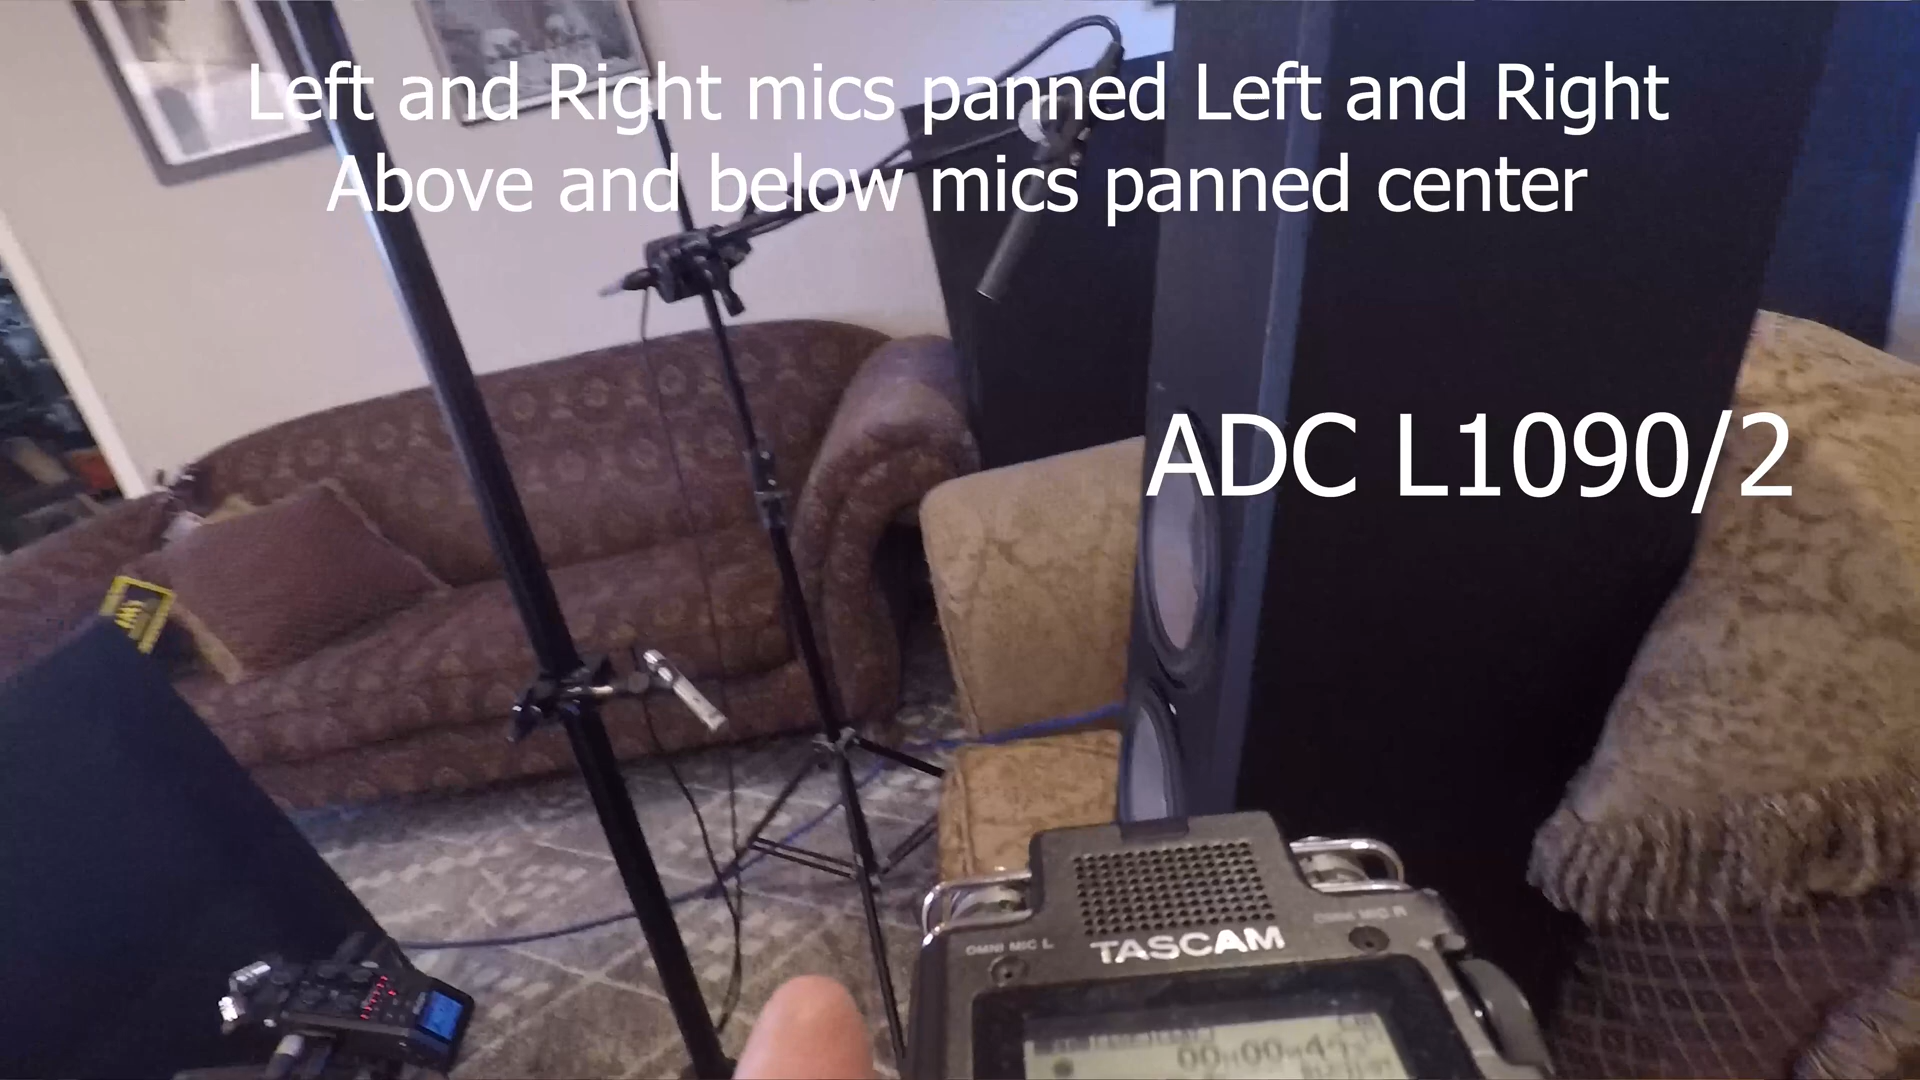 Left and Right mics panned Left and Right
Above and below mics panned center
ADC L1090/2
OMNI MIC L
OMNI MIC R
TASCAM